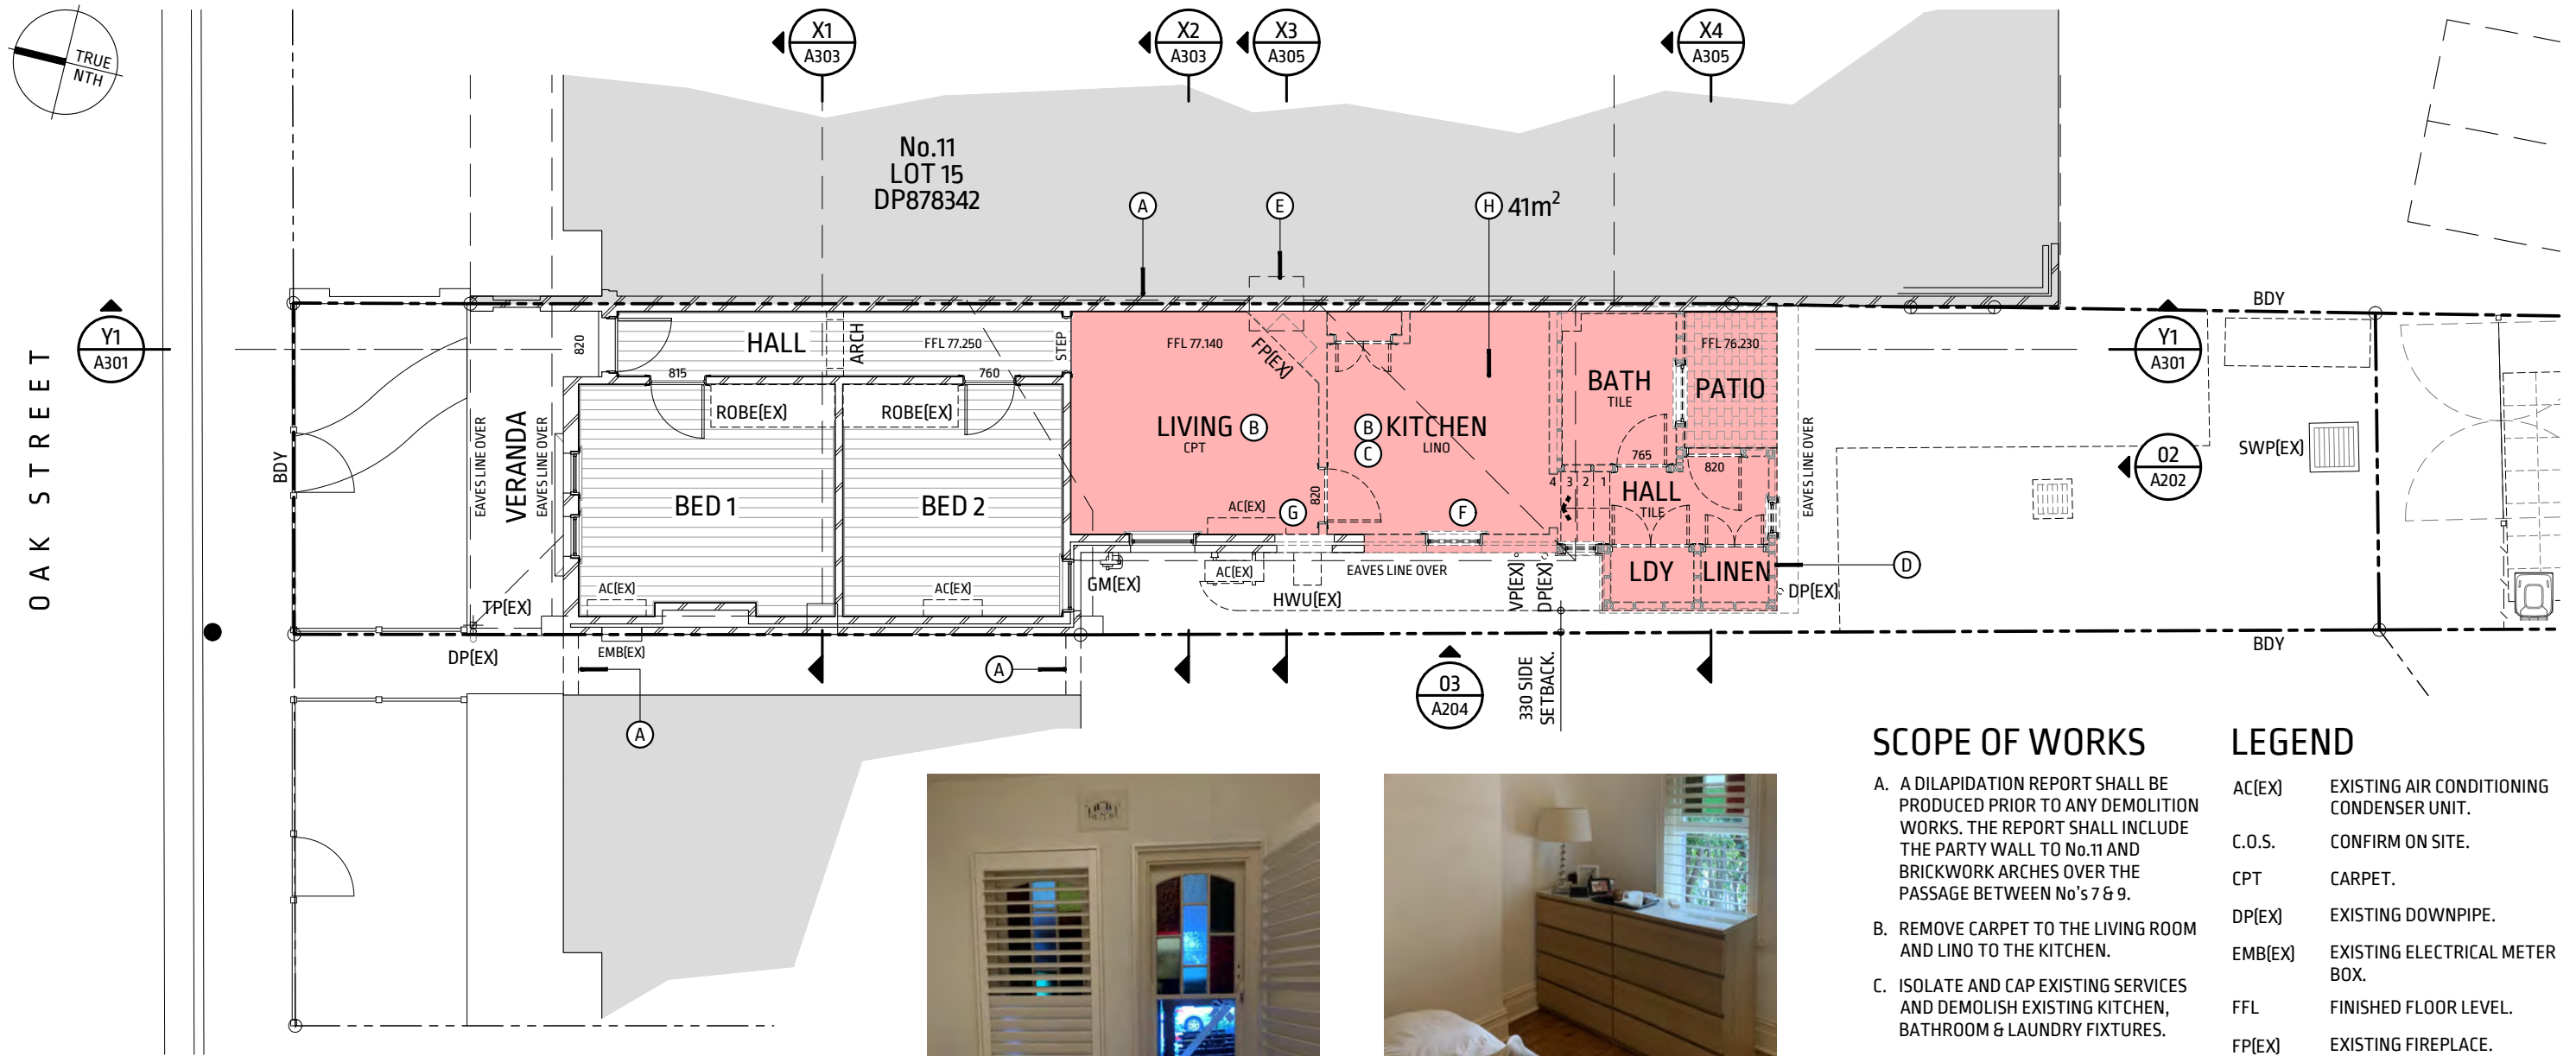 TRUE
NTH
X1
A303
X2
A303
X3
A305
X4
A305
No.11
LOT 15
DP878342
A
E
H 41m²
Y1
A301
OAK STREET
BDY
EAVES LINE OVER
VERANDA
EAVES LINE OVER
820
HALL
ARCH
FFL 77.250
STEP
815
760
ROBE(EX)
ROBE(EX)
BED 1
BED 2
AC(EX)
AC(EX)
TP(EX)
DP(EX)
EMB(EX)
A
A
GM(EX)
FFL 77.140
FP(EX)
LIVING B
CPT
AC(EX)
G
820
B KITCHEN
C
LINO
F
AC(EX)
HWU(EX)
EAVES LINE OVER
VP(EX)
DP(EX)
BATH
TILE
765
4 3 2 1
HALL
TILE
FFL 76.230
PATIO
820
LDY
LINEN
EAVES LINE OVER
D
DP(EX)
330 SIDE
SETBACK.
03
A204
BDY
Y1
A301
02
A202
SWP(EX)
BDY
SCOPE OF WORKS
A. A DILAPIDATION REPORT SHALL BE
PRODUCED PRIOR TO ANY DEMOLITION
WORKS. THE REPORT SHALL INCLUDE
THE PARTY WALL TO No.11 AND
BRICKWORK ARCHES OVER THE
PASSAGE BETWEEN No's 7 & 9.
B. REMOVE CARPET TO THE LIVING ROOM
AND LINO TO THE KITCHEN.
C. ISOLATE AND CAP EXISTING SERVICES
AND DEMOLISH EXISTING KITCHEN,
BATHROOM & LAUNDRY FIXTURES.
LEGEND
AC(EX) EXISTING AIR CONDITIONING
CONDENSER UNIT.
C.O.S. CONFIRM ON SITE.
CPT CARPET.
DP(EX) EXISTING DOWNPIPE.
EMB(EX) EXISTING ELECTRICAL METER
BOX.
FFL FINISHED FLOOR LEVEL.
FP(EX) EXISTING FIREPLACE.